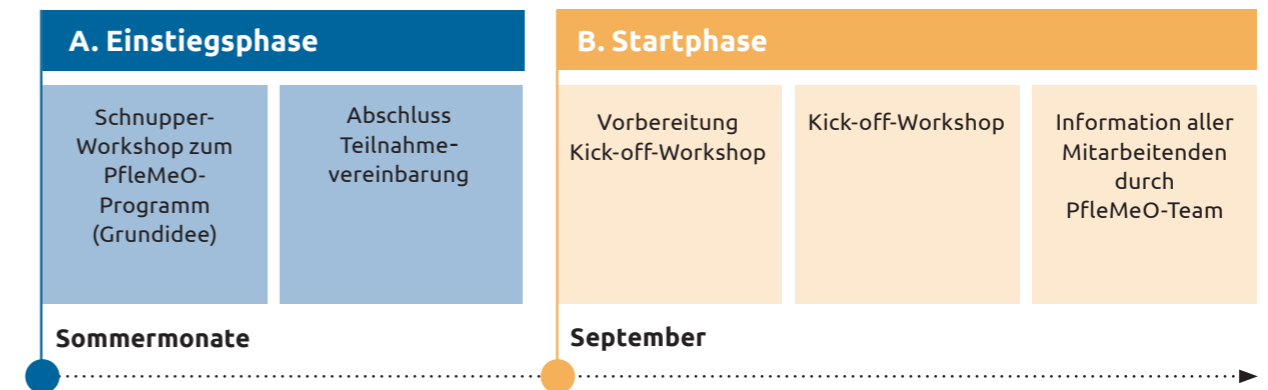 A. Einstiegsphase
Schnupper-
Workshop zum
PfleMeO-
Programm
(Grundidee)
Abschluss
Teilnahme-
vereinbarung
Sommermonate
B. Startphase
Vorbereitung
Kick-off-Workshop
Kick-off-Workshop
Information aller
Mitarbeitenden
durch
PfleMeO-Team
September